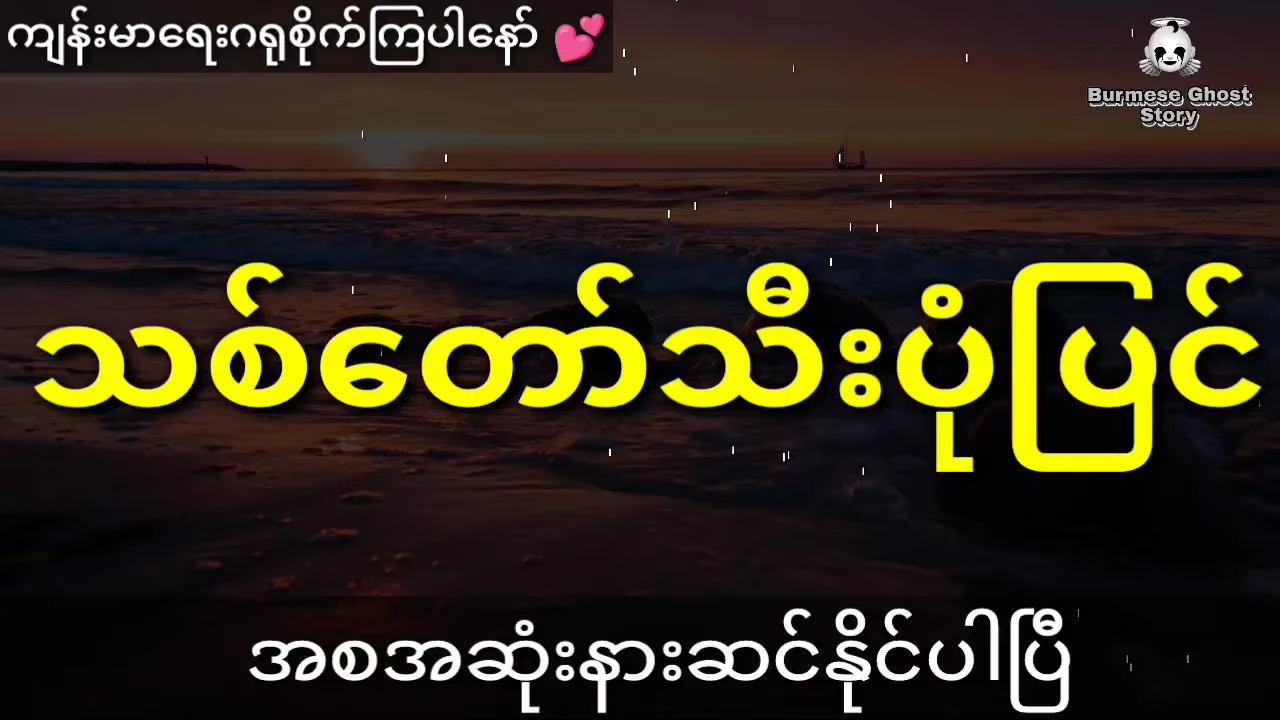 ကျန်းမာရေးဂရုစိုက်ကြပါနော် 💕
Burmese Ghost
Story
သစ်တော်သီးပုံပြင်
အစအဆုံးနားဆင်နိုင်ပါပြီ